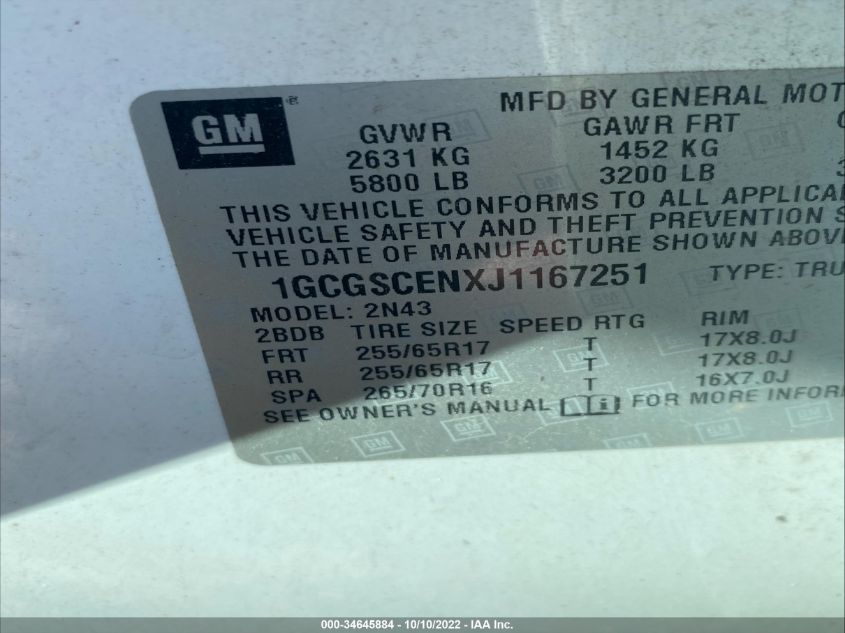 GM ®
MFD BY GENERAL MOT
GVWR GAWR FRT
2631 KG 1452 KG
5800 LB 3200 LB
THIS VEHICLE CONFORMS TO ALL APPLICA
VEHICLE SAFETY AND THEFT PREVENTION S
THE DATE OF MANUFACTURE SHOWN ABOV
1GCGSCENXJ1167251 TYPE: TRU
MODEL: 2N43
2BDB TIRE SIZE SPEED RTG RIM
FRT 255/65R17 T 17X8.0J
RR 255/65R17 T 17X8.0J
SPA 265/70R16 T 16X7.0J
SEE OWNER'S MANUAL FOR MORE INFOR
000-34645884 - 10/10/2022 - IAA Inc.